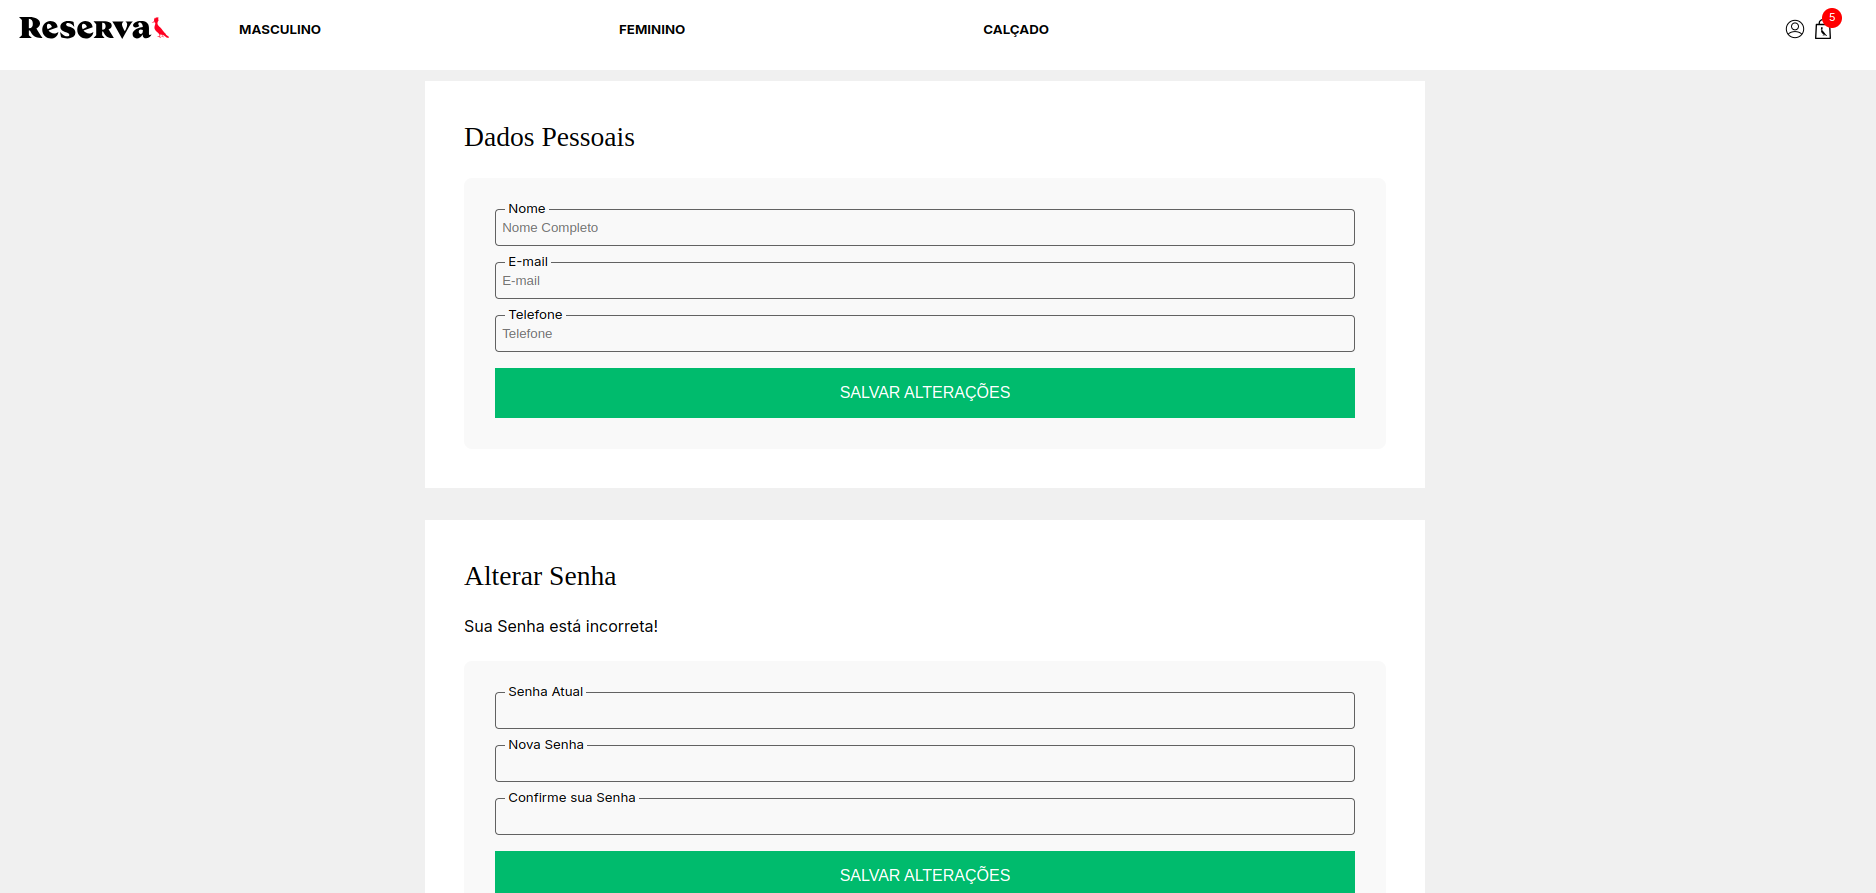 Reserva
MASCULINO
FEMININO
CALÇADO
5
Dados Pessoais
Nome
Nome Completo
E-mail
E-mail
Telefone
Telefone
SALVAR ALTERAÇÕES
Alterar Senha
Sua Senha está incorreta!
Senha Atual
Nova Senha
Confirme sua Senha
SALVAR ALTERAÇÕES